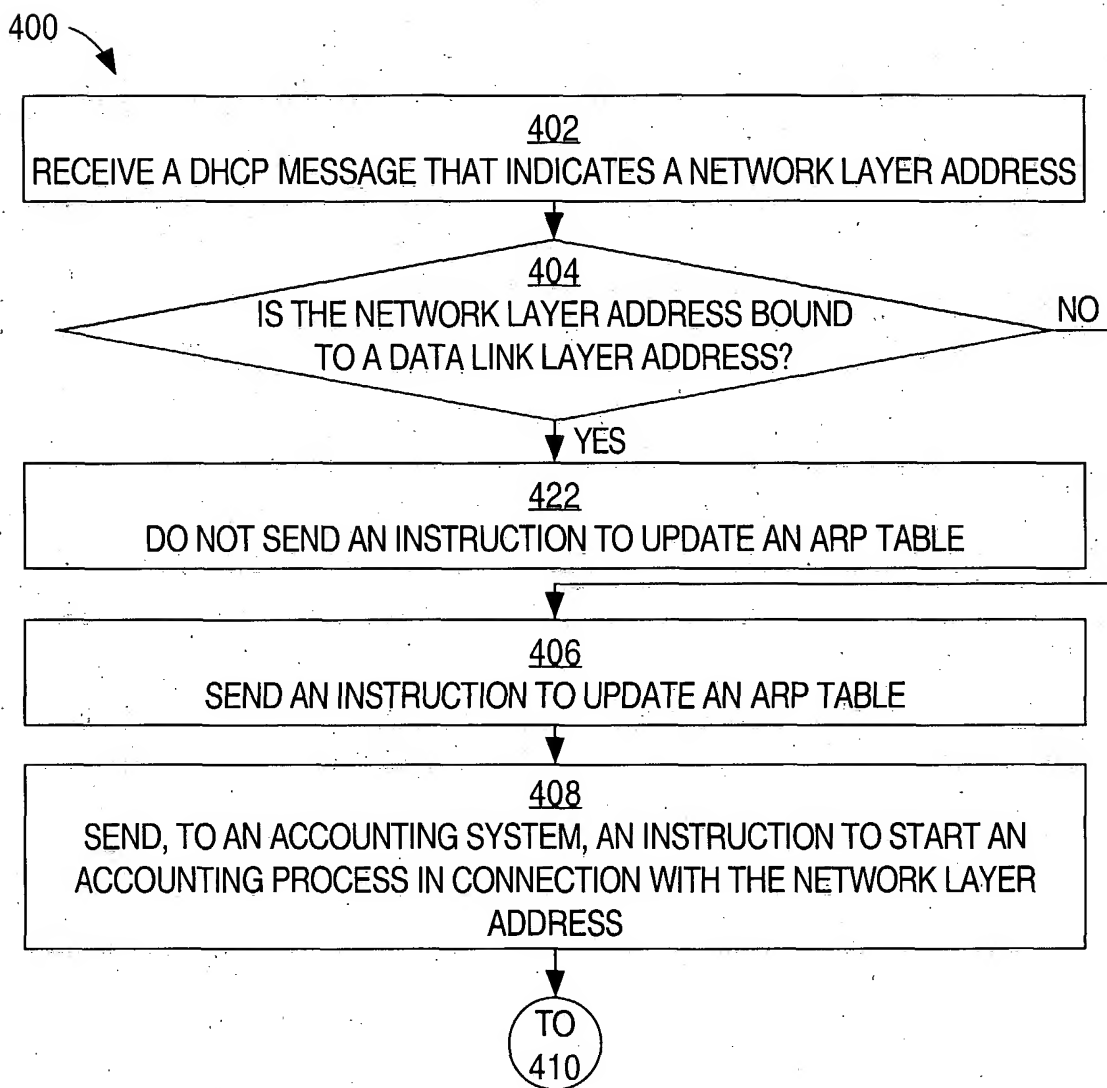 400
402
RECEIVE A DHCP MESSAGE THAT INDICATES A NETWORK LAYER ADDRESS
404
IS THE NETWORK LAYER ADDRESS BOUND
TO A DATA LINK LAYER ADDRESS?
NO
YES
422
DO NOT SEND AN INSTRUCTION TO UPDATE AN ARP TABLE
406
SEND AN INSTRUCTION TO UPDATE AN ARP TABLE
408
SEND, TO AN ACCOUNTING SYSTEM, AN INSTRUCTION TO START AN
ACCOUNTING PROCESS IN CONNECTION WITH THE NETWORK LAYER
ADDRESS
TO
410